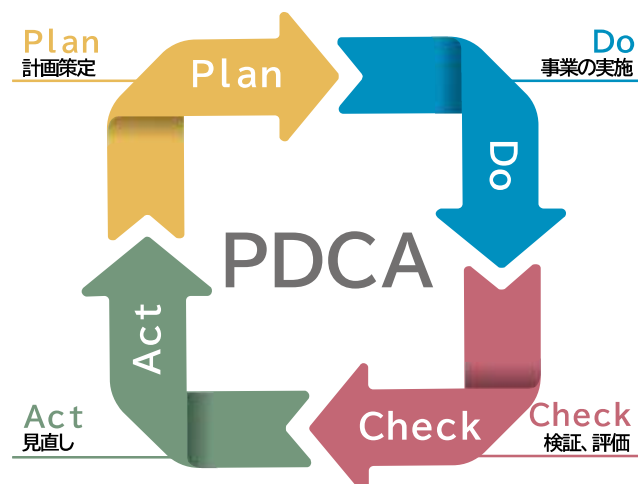 Plan
計画策定
Plan
Do
事業の実施
Do
PDCA
Act
Check
Act
見直し
Check
検証、評価